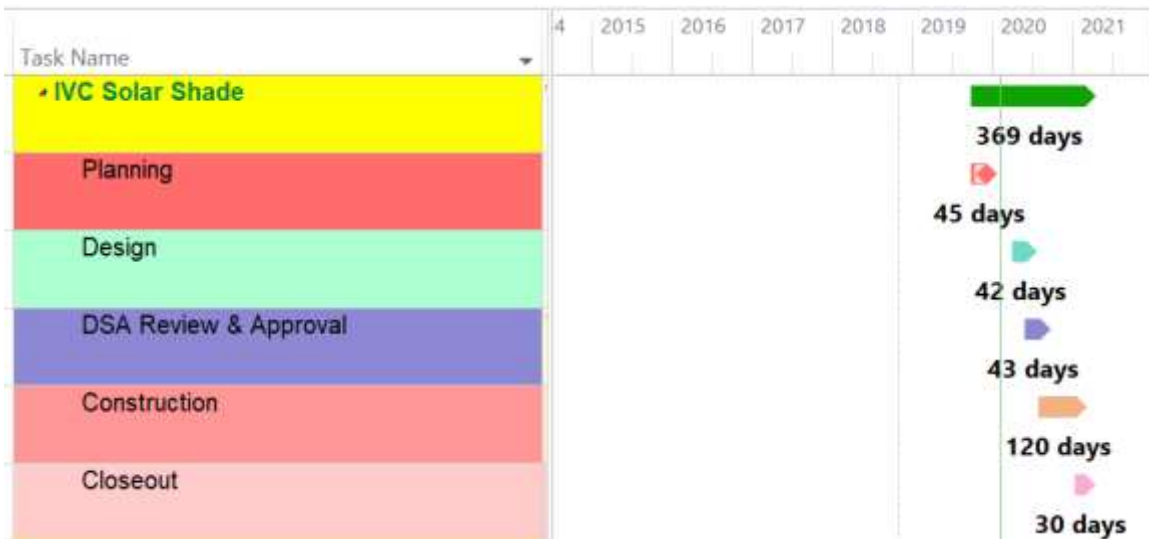 4 2015 2016 2017 2018 2019 2020 2021
Task Name
IVC Solar Shade
369 days
Planning
45 days
Design
42 days
DSA Review & Approval
43 days
Construction
120 days
Closeout
30 days